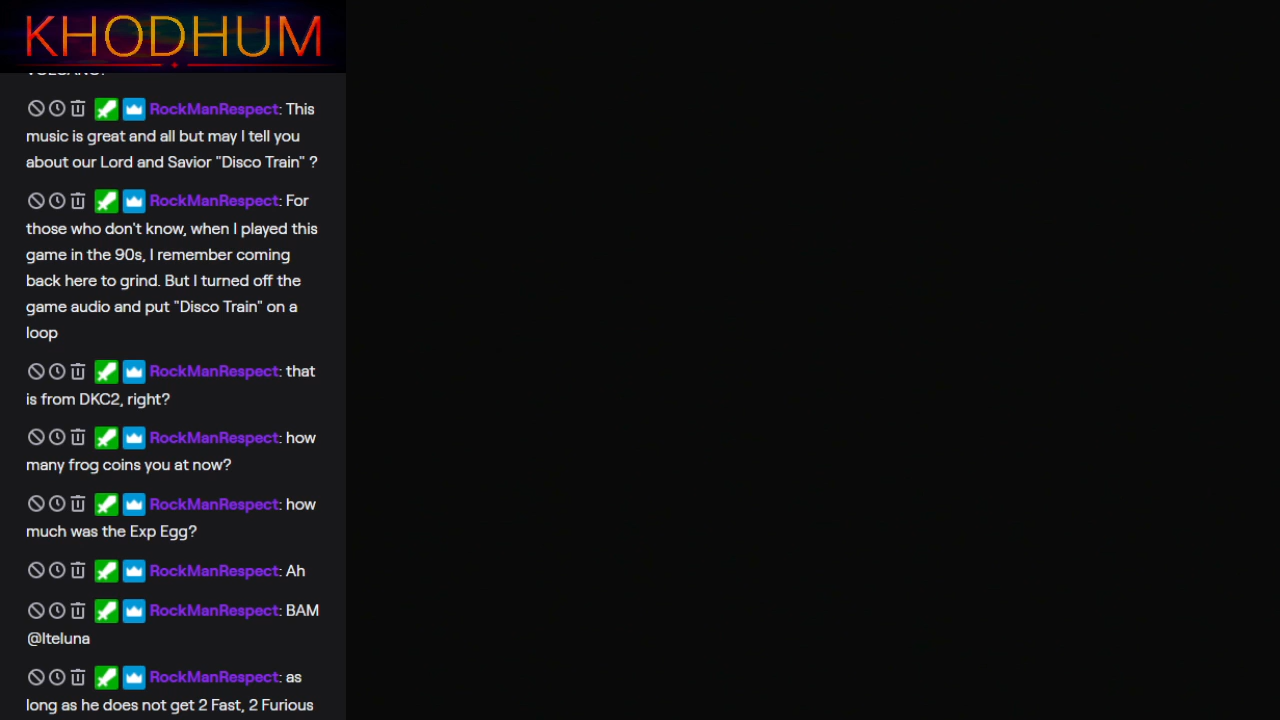 KHODHUM
VOLCANO!
RockManRespect: This
music is great and all but may I tell you
about our Lord and Savior "Disco Train" ?
RockManRespect: For
those who don't know, when I played this
game in the 90s, I remember coming
back here to grind. But I turned off the
game audio and put "Disco Train" on a
loop
RockManRespect: that
is from DKC2, right?
RockManRespect: how
many frog coins you at now?
RockManRespect: how
much was the Exp Egg?
RockManRespect: Ah
RockManRespect: BAM
@Iteluna
RockManRespect: as
long as he does not get 2 Fast, 2 Furious